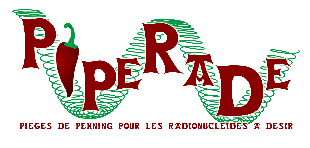 PIPERADE
PIEGES DE PENNING POUR LES RADIONUCLEIDES A DESIR